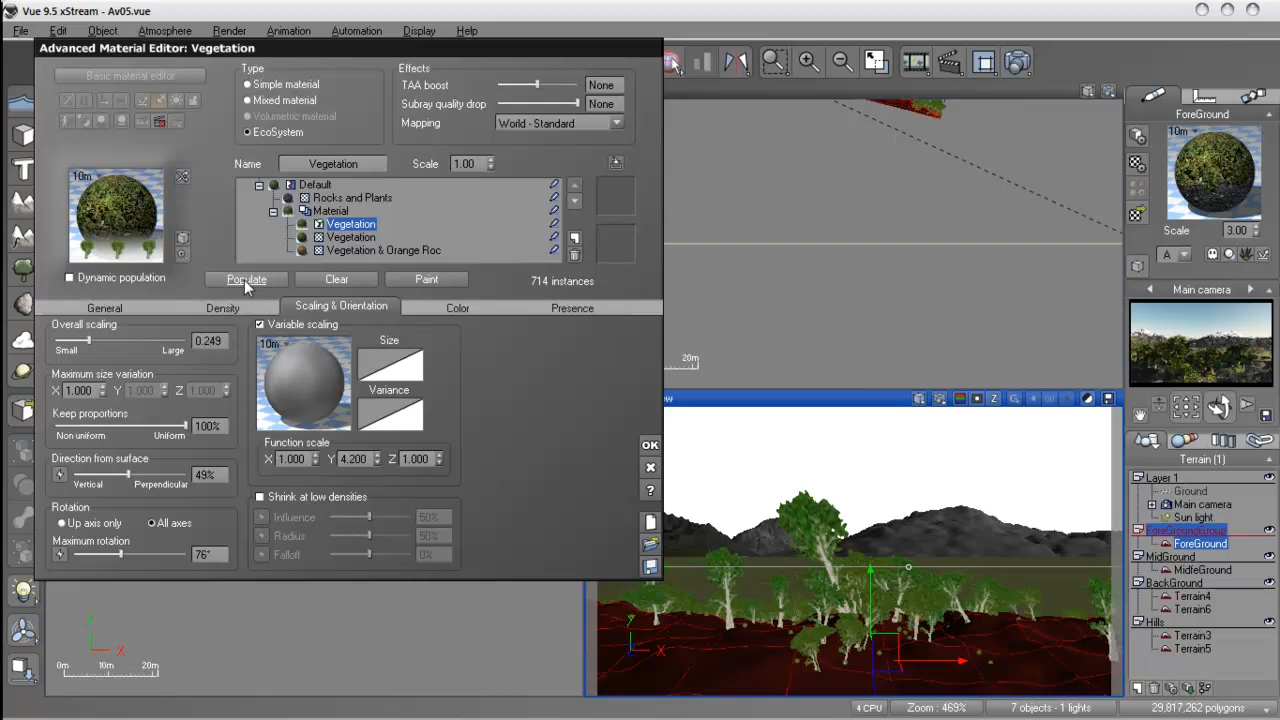 Vue 9.5 xStream - Av05.vue
File Edit Object Atmosphere Render Animation Automation Display Help
Advanced Material Editor: Vegetation
Basic material editor
Type
Simple material
Mixed material
Volumetric material
EcoSystem
Effects
TAA boost None
Subray quality drop None
Mapping World - Standard
Name Vegetation Scale 1.00
10m
Default
Rocks and Plants
Material
Vegetation
Vegetation
Vegetation & Orange Roc
Dynamic population
Populate Clear Paint 714 instances
General Density Scaling & Orientation Color Presence
Overall scaling
0.249
Small Large
Maximum size variation
X 1.000 Y 1.000 Z 1.000
Keep proportions
100%
Non uniform Uniform
Direction from surface
49%
Vertical Perpendicular
Rotation
Up axis only All axes
Maximum rotation
76°
Variable scaling
10m
Size
Variance
Function scale
X 1.000 Y 4.200 Z 1.000
Shrink at low densities
Influence 50%
Radius 50%
Falloff 0%
OK
?
Y
X
0m 10m 20m
20m
Z
Y
X
ForeGround
10m
Scale
3.00
A
Main camera
Terrain (1)
Layer 1
Ground
Main camera
Sun light
ForeGroundGroup
ForeGround
MidGround
MidfeGround
BackGround
Terrain4
Terrain6
Hills
Terrain3
Terrain5
4 CPU Zoom : 469% 7 objects - 1 lights 29,817,262 polygons